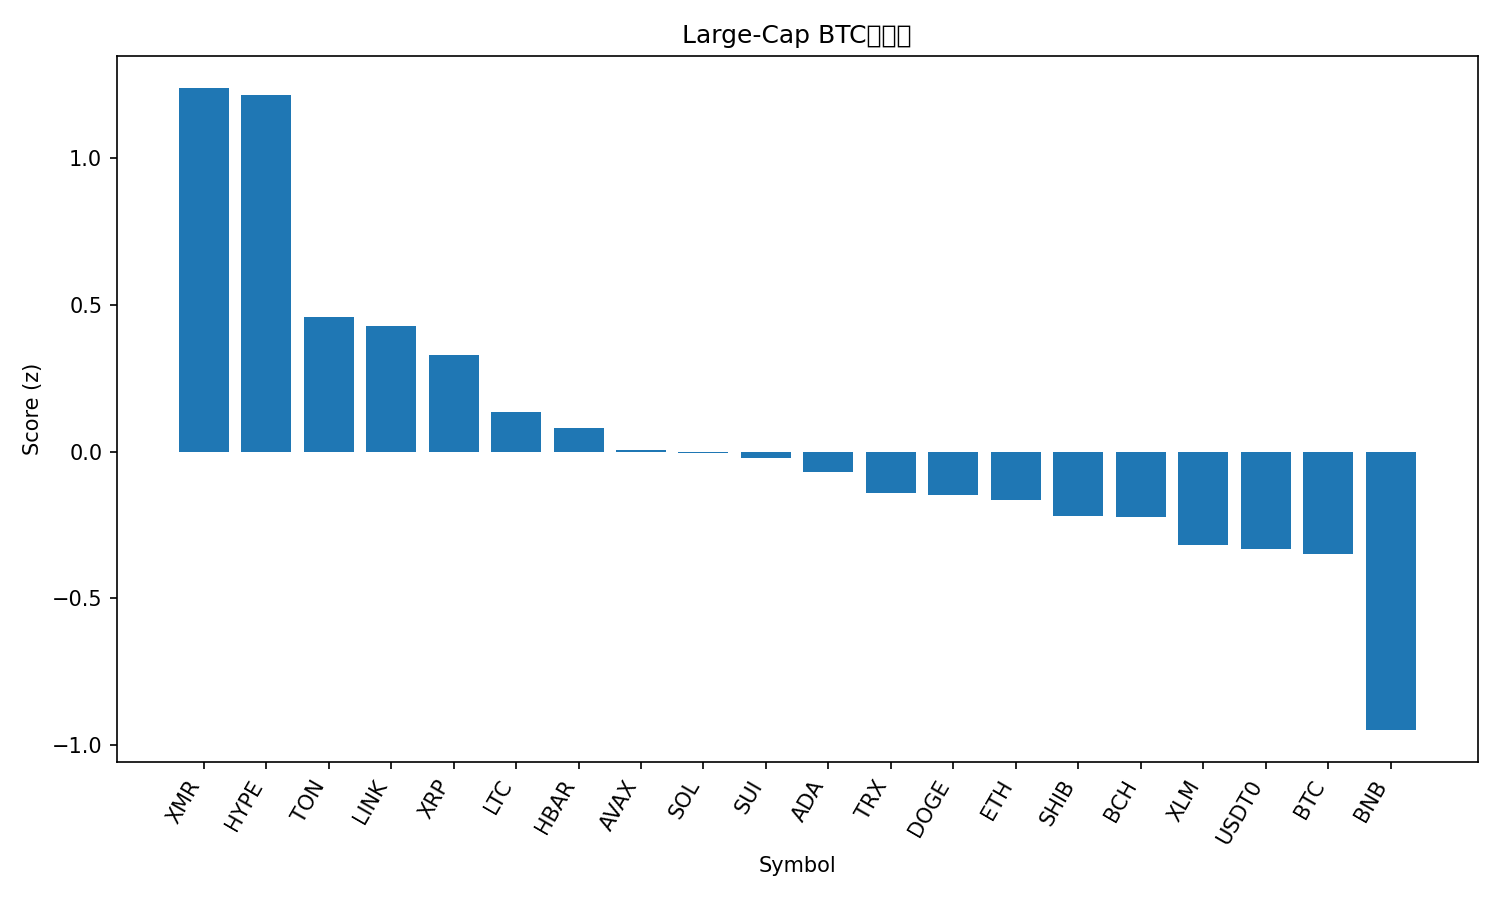 Large-Cap BTC
Score (z)
1.0
0.5
0.0
−0.5
−1.0
XMR
HYPE
TON
LINK
XRP
LTC
HBAR
AVAX
SOL
SUI
ADA
TRX
DOGE
ETH
SHIB
BCH
XLM
USDT0
BTC
BNB
Symbol